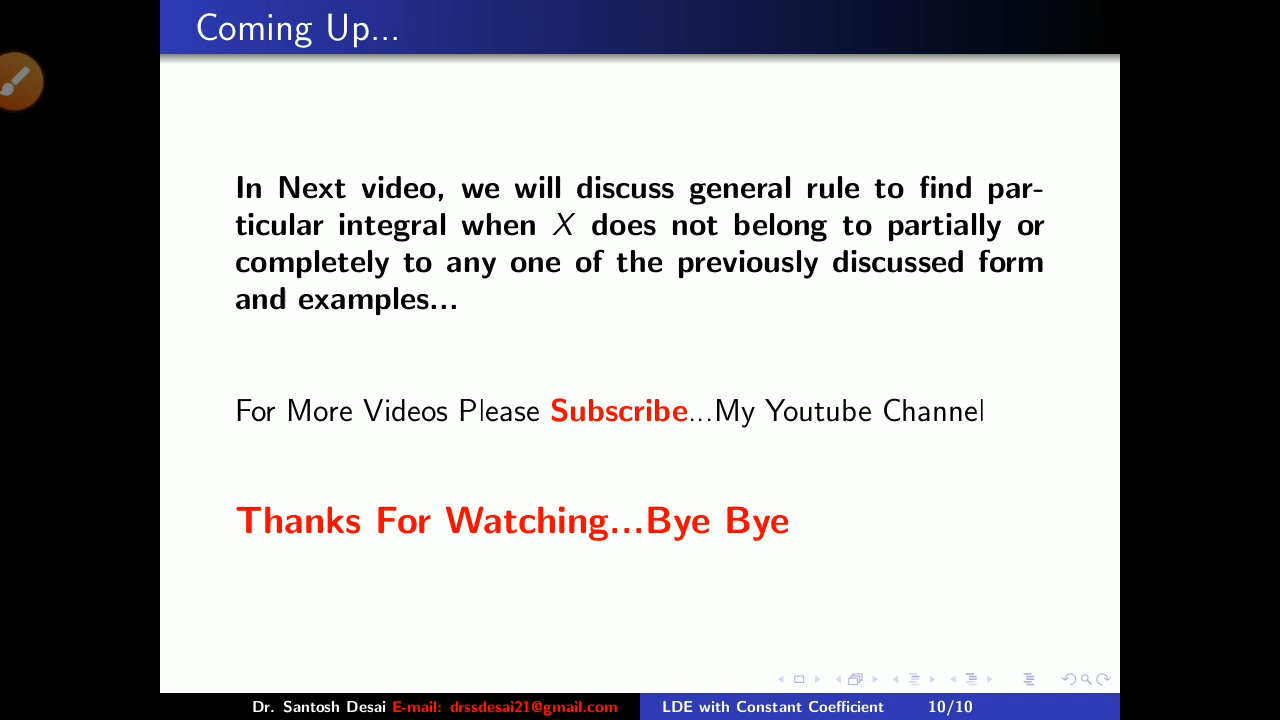 Coming Up...
In Next video, we will discuss general rule to find par-
ticular integral when X does not belong to partially or
completely to any one of the previously discussed form
and examples...
For More Videos Please Subscribe...My Youtube Channel
Thanks For Watching...Bye Bye
Dr. Santosh Desai E-mail: drssdesai21@gmail.com LDE with Constant Coefficient 10/10